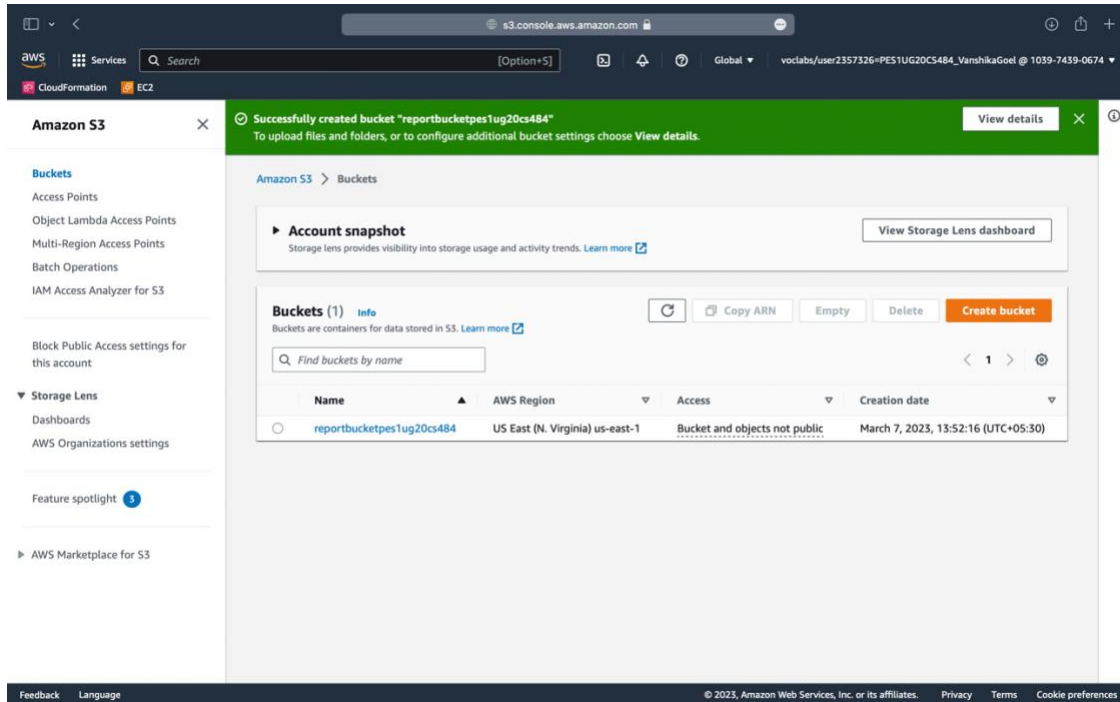 s3.console.aws.amazon.com
aws Services Search [Option+S] Global voclabs/user2357326=PES1UG20CS484_VanshikaGoel @ 1039-7439-0674
CloudFormation EC2
Amazon S3
Successfully created bucket "reportbucketpes1ug20cs484"
To upload files and folders, or to configure additional bucket settings choose View details.
View details
Buckets
Access Points
Object Lambda Access Points
Multi-Region Access Points
Batch Operations
IAM Access Analyzer for S3
Block Public Access settings for
this account
Storage Lens
Dashboards
AWS Organizations settings
Feature spotlight 3
AWS Marketplace for S3
Amazon S3 > Buckets
Account snapshot
Storage lens provides visibility into storage usage and activity trends. Learn more
View Storage Lens dashboard
Buckets (1) Info
Buckets are containers for data stored in S3. Learn more
Copy ARN Empty Delete Create bucket
Find buckets by name
1
Name AWS Region Access Creation date
reportbucketpes1ug20cs484 US East (N. Virginia) us-east-1 Bucket and objects not public March 7, 2023, 13:52:16 (UTC+05:30)
Feedback Language © 2023, Amazon Web Services, Inc. or its affiliates. Privacy Terms Cookie preferences